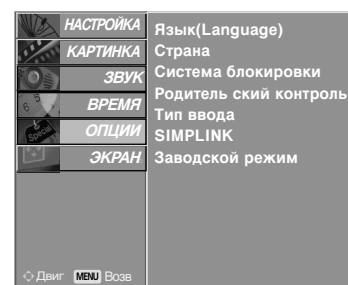 НАСТРОЙКА
КАРТИНКА
ЗВУК
ВРЕМЯ
ОПЦИИ
ЭКРАН
Язык(Language)
Страна
Система блокировки
Родитель ский контроль
Тип ввода
SIMPLINK
Заводской режим
Special
Двиг MENU Возв